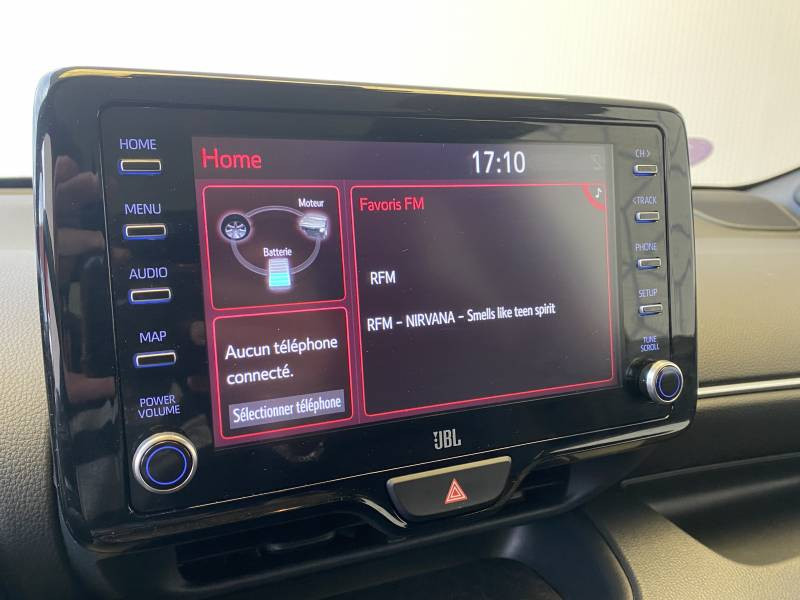 HOME
MENU
AUDIO
MAP
POWER
VOLUME
Home
17:10
Moteur
Batterie
Aucun téléphone
connecté.
Sélectionner téléphone
Favoris FM
RFM
RFM - NIRVANA - Smells like teen spirit
CH >
< TRACK
PHONE
SETUP
TUNE
SCROLL
JBL